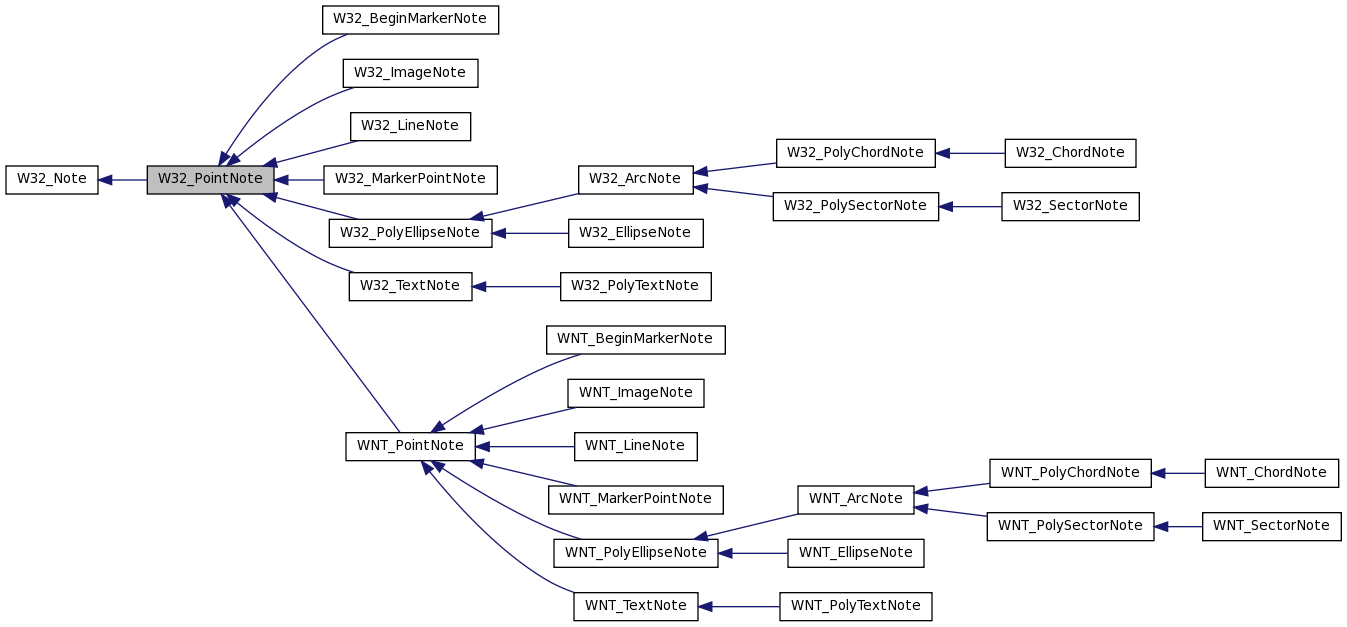 W32_BeginMarkerNote
W32_ImageNote
W32_LineNote
W32_PolyChordNote
W32_ChordNote
W32_Note
W32_PointNote
W32_MarkerPointNote
W32_ArcNote
W32_PolySectorNote
W32_SectorNote
W32_PolyEllipseNote
W32_EllipseNote
W32_TextNote
W32_PolyTextNote
WNT_BeginMarkerNote
WNT_ImageNote
WNT_PointNote
WNT_LineNote
WNT_PolyChordNote
WNT_ChordNote
WNT_MarkerPointNote
WNT_ArcNote
WNT_PolySectorNote
WNT_SectorNote
WNT_PolyEllipseNote
WNT_EllipseNote
WNT_TextNote
WNT_PolyTextNote